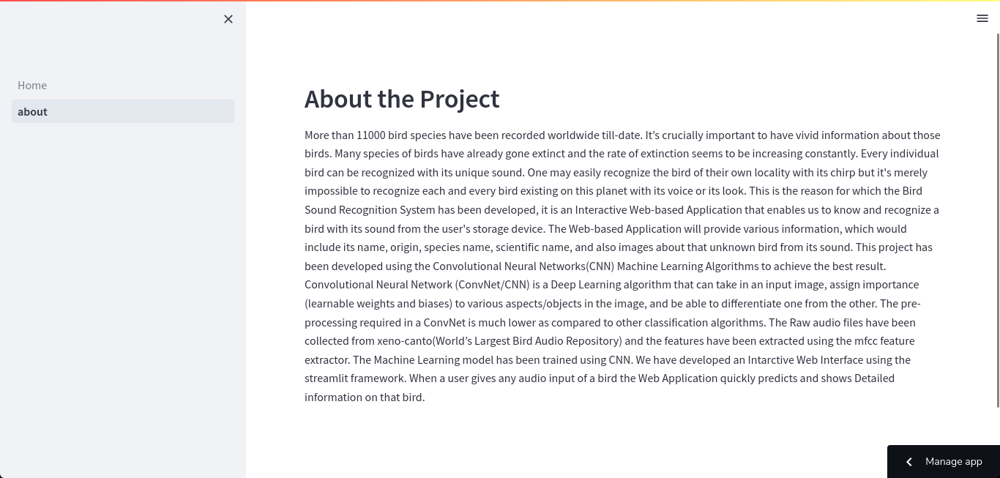 Home
about
About the Project
More than 11000 bird species have been recorded worldwide till-date. It’s crucially important to have vivid information about those
birds. Many species of birds have already gone extinct and the rate of extinction seems to be increasing constantly. Every individual
bird can be recognized with its unique sound. One may easily recognize the bird of their own locality with its chirp but it's merely
impossible to recognize each and every bird existing on this planet with its voice or its look. This is the reason for which the Bird
Sound Recognition System has been developed, it is an Interactive Web-based Application that enables us to know and recognize a
bird with its sound from the user's storage device. The Web-based Application will provide various information, which would
include its name, origin, species name, scientific name, and also images about that unknown bird from its sound. This project has
been developed using the Convolutional Neural Networks(CNN) Machine Learning Algorithms to achieve the best result.
Convolutional Neural Network (ConvNet/CNN) is a Deep Learning algorithm that can take in an input image, assign importance
(learnable weights and biases) to various aspects/objects in the image, and be able to differentiate one from the other. The pre-
processing required in a ConvNet is much lower as compared to other classification algorithms. The Raw audio files have been
collected from xeno-canto(World’s Largest Bird Audio Repository) and the features have been extracted using the mfcc feature
extractor. The Machine Learning model has been trained using CNN. We have developed an Intarctive Web Interface using the
streamlit framework. When a user gives any audio input of a bird the Web Application quickly predicts and shows Detailed
information on that bird.
Manage app